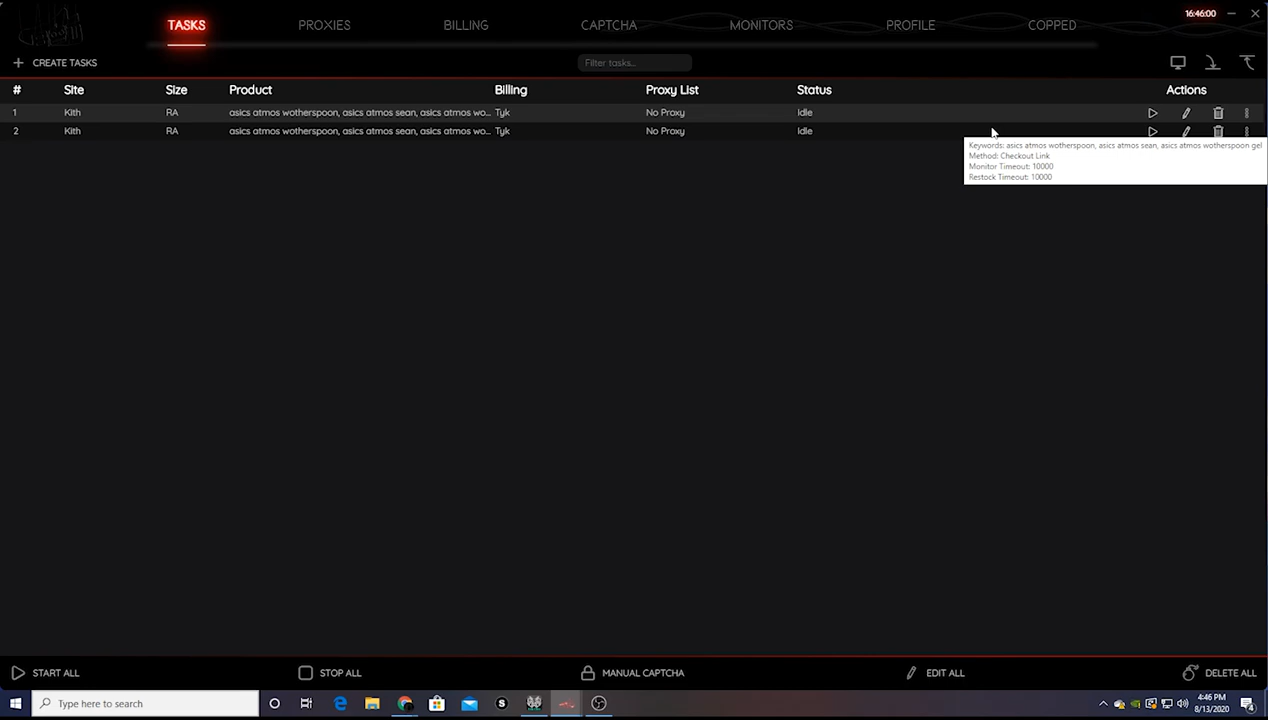 TASKS PROXIES BILLING CAPTCHA MONITORS PROFILE COPPED 16:46:00
CREATE TASKS Filter tasks...
# Site Size Product Billing Proxy List Status Actions
1 Kith RA asics atmos wotherspoon, asics atmos sean, asics atmos wo... Tyk No Proxy Idle
2 Kith RA asics atmos wotherspoon, asics atmos sean, asics atmos wo... Tyk No Proxy Idle
Keywords: asics atmos wotherspoon, asics atmos sean, asics atmos wotherspoon gel
Method: Checkout Link
Monitor Timeout: 10000
Restock Timeout: 10000
START ALL STOP ALL MANUAL CAPTCHA EDIT ALL DELETE ALL
Type here to search
4:46 PM
8/13/2020
4